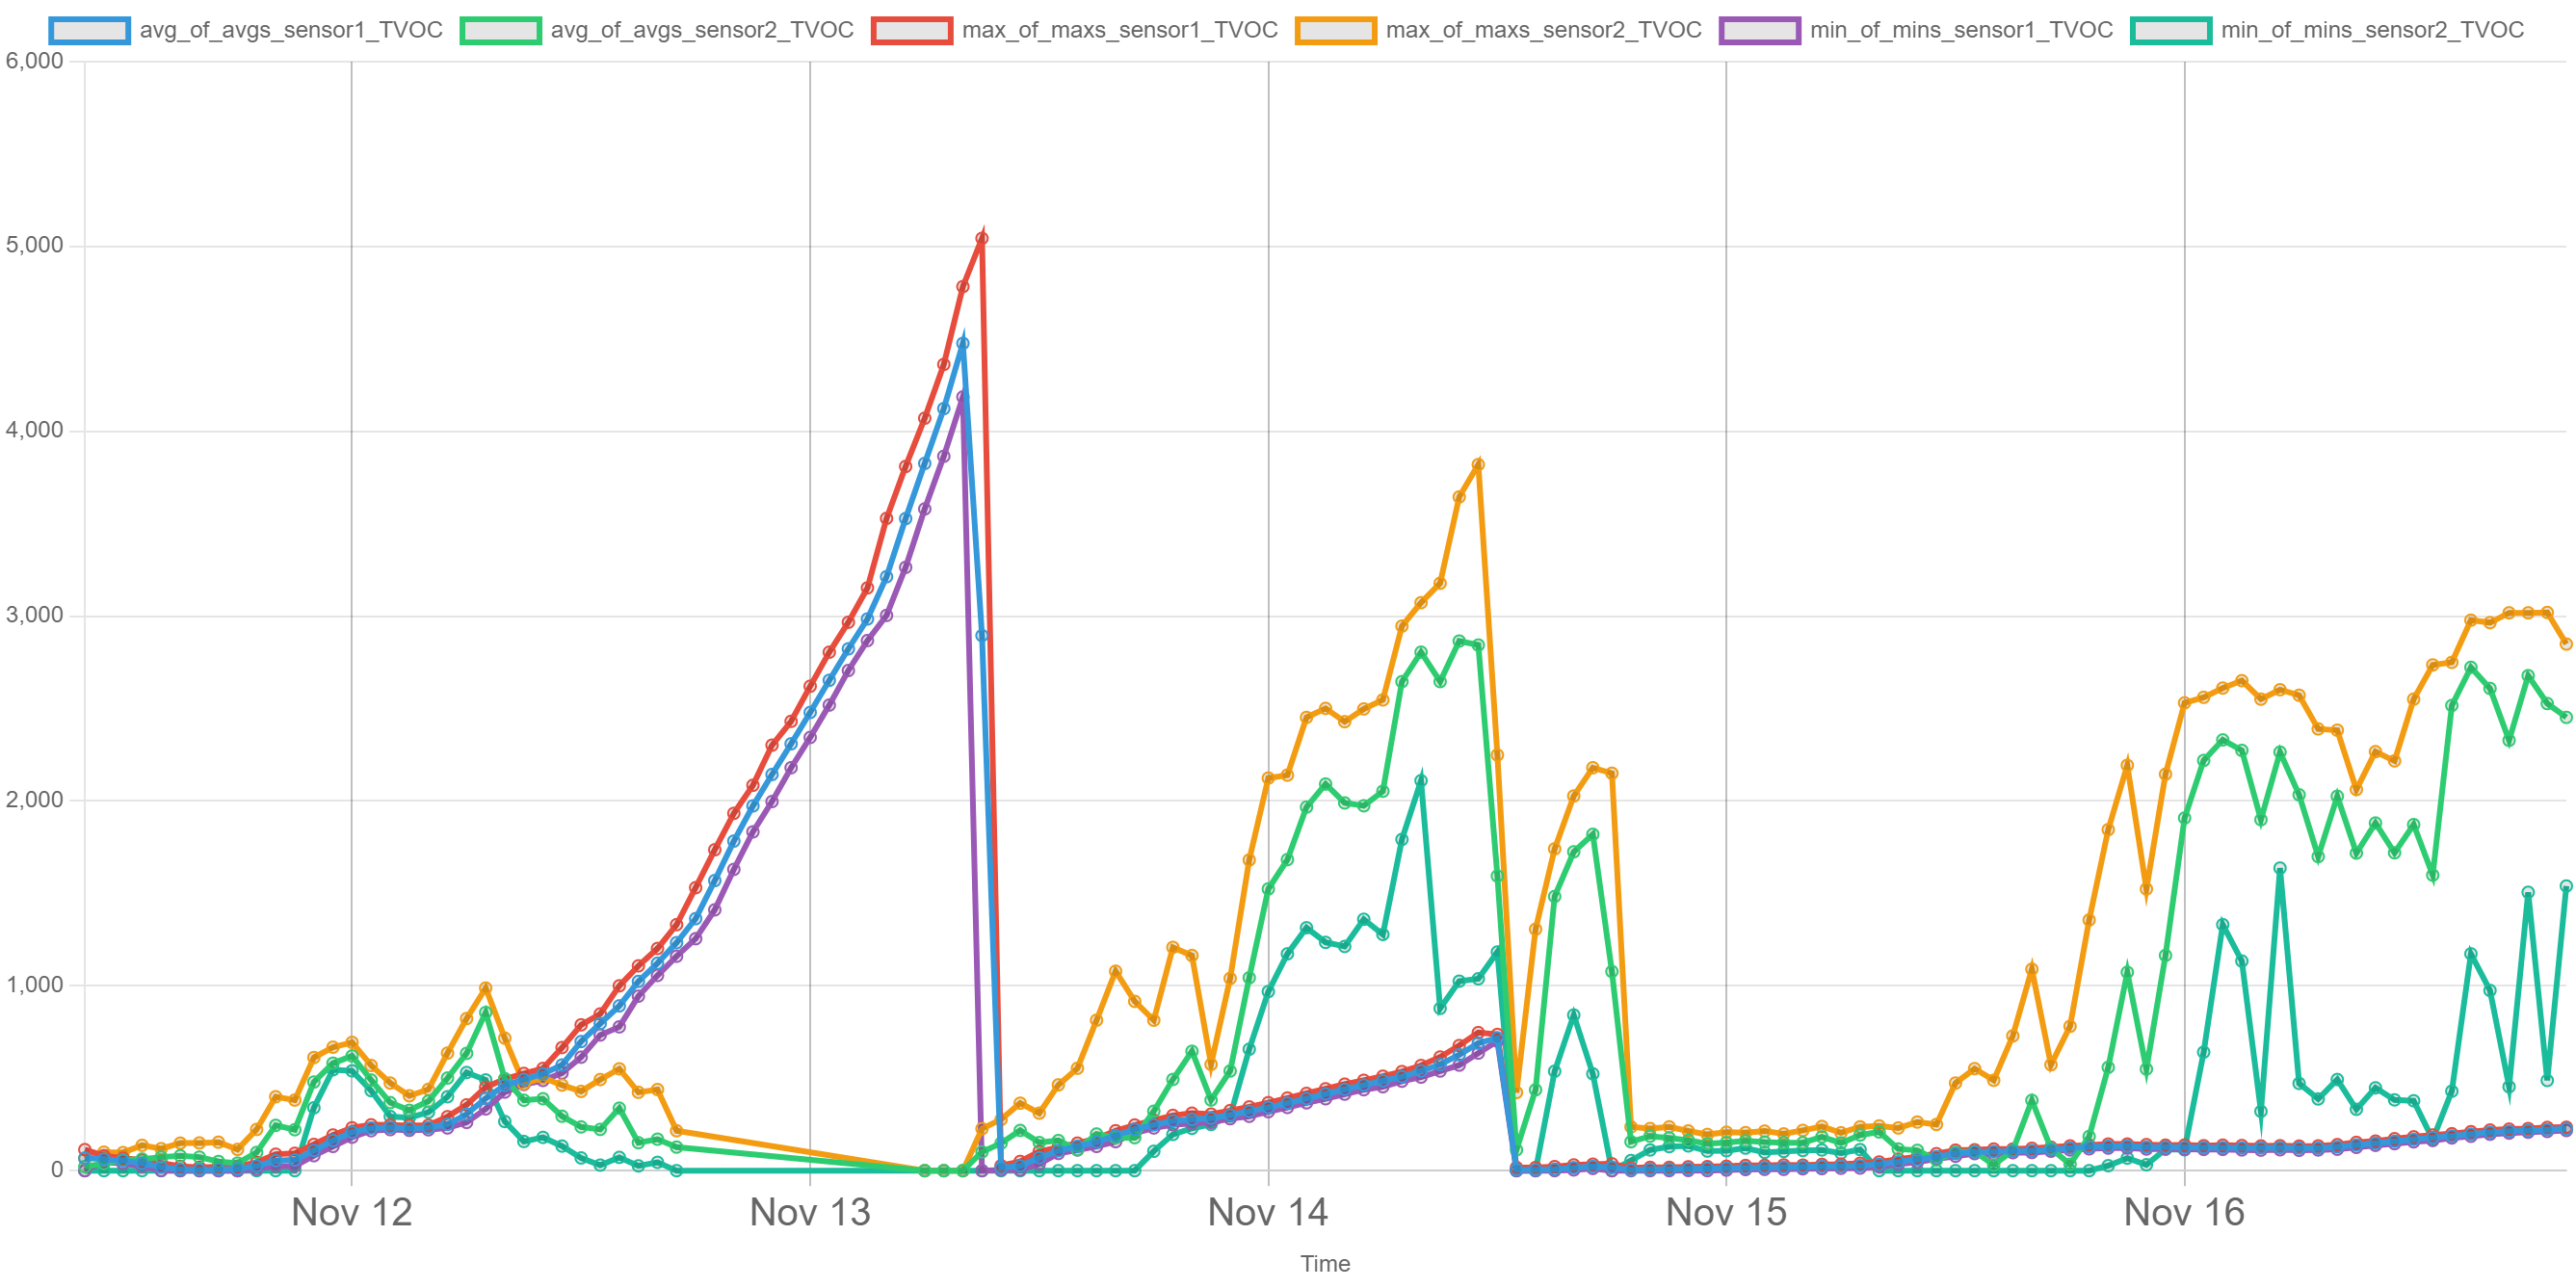 avg_of_avgs_sensor1_TVOC avg_of_avgs_sensor2_TVOC max_of_maxs_sensor1_TVOC max_of_maxs_sensor2_TVOC min_of_mins_sensor1_TVOC min_of_mins_sensor2_TVOC
6,000
5,000
4,000
3,000
2,000
1,000
0
Nov 12 Nov 13 Nov 14 Nov 15 Nov 16
Time